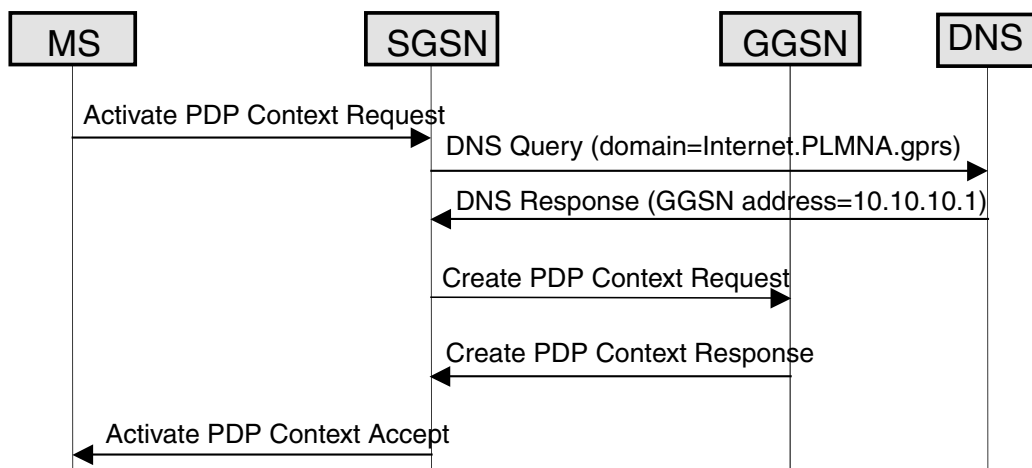 MS
SGSN
GGSN
DNS
Activate PDP Context Request
DNS Query (domain=Internet.PLMNA.gprs)
DNS Response (GGSN address=10.10.10.1)
Create PDP Context Request
Create PDP Context Response
Activate PDP Context Accept